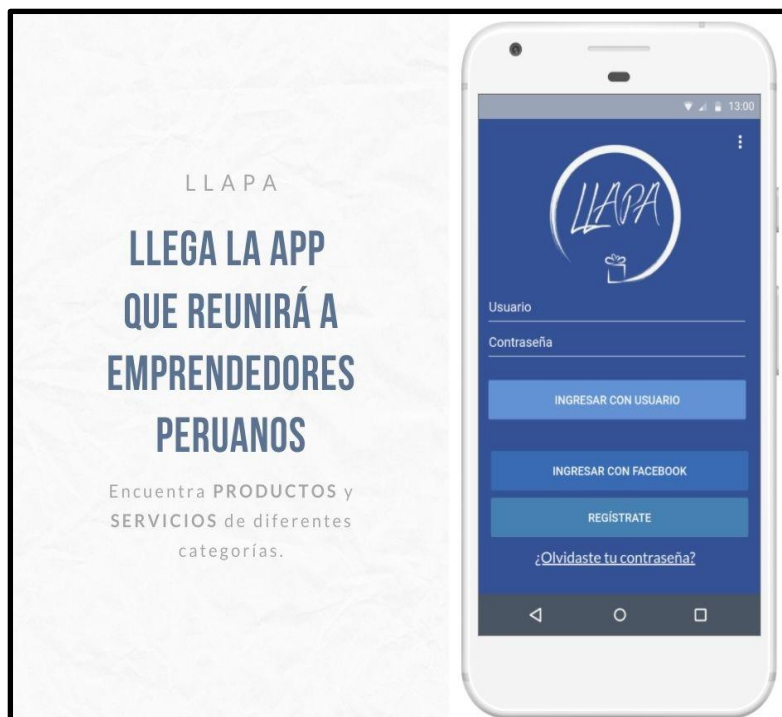 LLAPA
LLEGA LA APP
QUE REUNIRÁ A
EMPRENDEDORES
PERUANOS
Encuentra PRODUCTOS y
SERVICIOS de diferentes
categorías.
13:00
LLAPA
Usuario
Contraseña
INGRESAR CON USUARIO
INGRESAR CON FACEBOOK
REGÍSTRATE
¿Olvidaste tu contraseña?